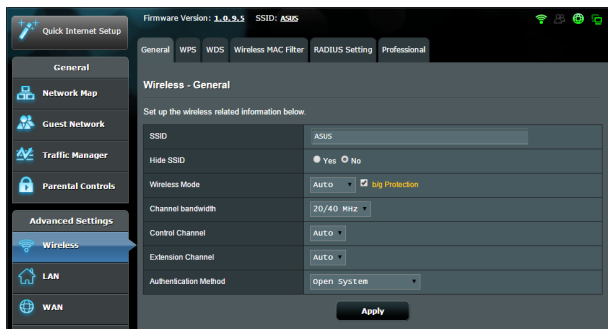 Quick Internet Setup
Firmware Version: 1.0.9.5 SSID: ASUS
General WPS WDS Wireless MAC Filter RADIUS Setting Professional
General
Network Map
Guest Network
Traffic Manager
Parental Controls
Advanced Settings
Wireless
LAN
WAN
Wireless - General
Set up the wireless related information below.
SSID ASUS
Hide SSID Yes No
Wireless Mode Auto b/g Protection
Channel bandwidth 20/40 MHz
Control Channel Auto
Extension Channel Auto
Authentication Method Open System
Apply